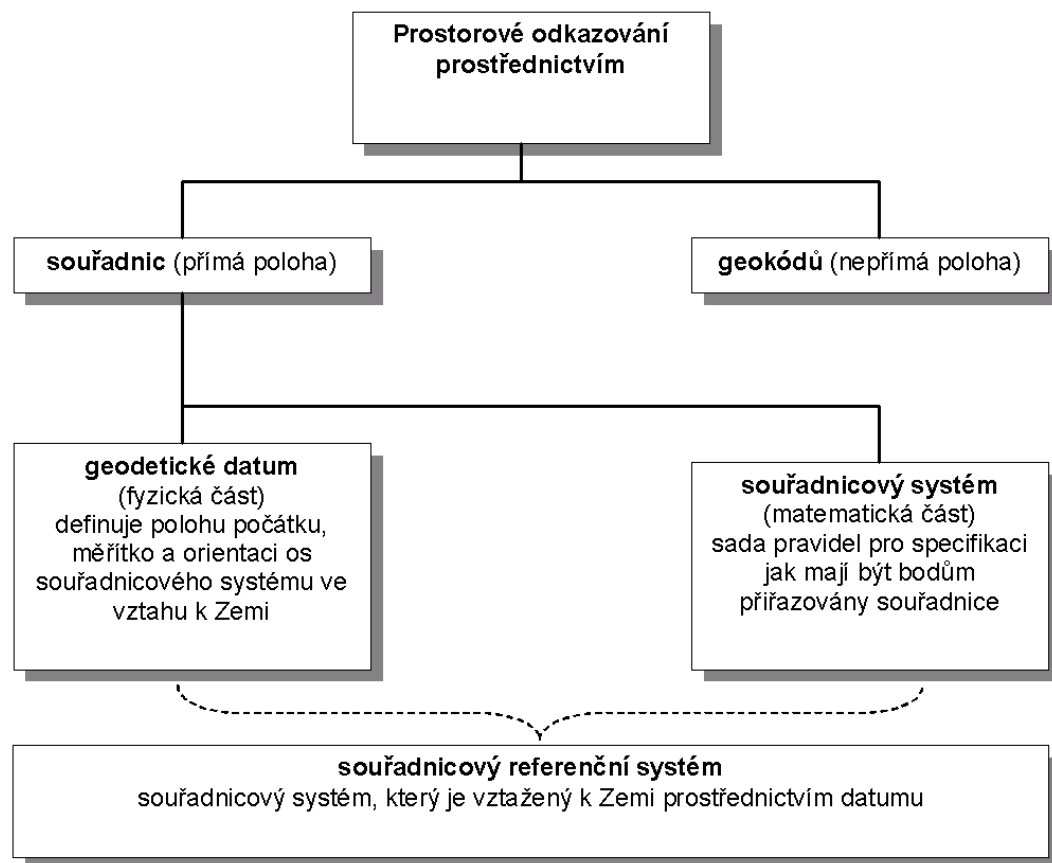 Prostorové odkazování
prostřednictvím
souřadnic (přímá poloha)
geokódů (nepřímá poloha)
geodetické datum
(fyzická část)
definuje polohu počátku,
měřítko a orientaci os
souřadnicového systému ve
vztahu k Zemi
souřadnicový systém
(matematická část)
sada pravidel pro specifikaci
jak mají být bodům
přiřazovány souřadnice
souřadnicový referenční systém
souřadnicový systém, který je vztažený k Zemi prostřednictvím datumu